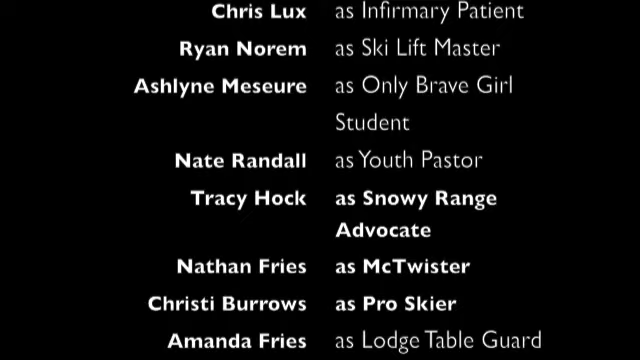 Chris Lux as Infirmary Patient
Ryan Norem as Ski Lift Master
Ashlyne Meseure as Only Brave Girl
Student
Nate Randall as Youth Pastor
Tracy Hock as Snowy Range
Advocate
Nathan Fries as McTwister
Christi Burrows as Pro Skier
Amanda Fries as Lodge Table Guard